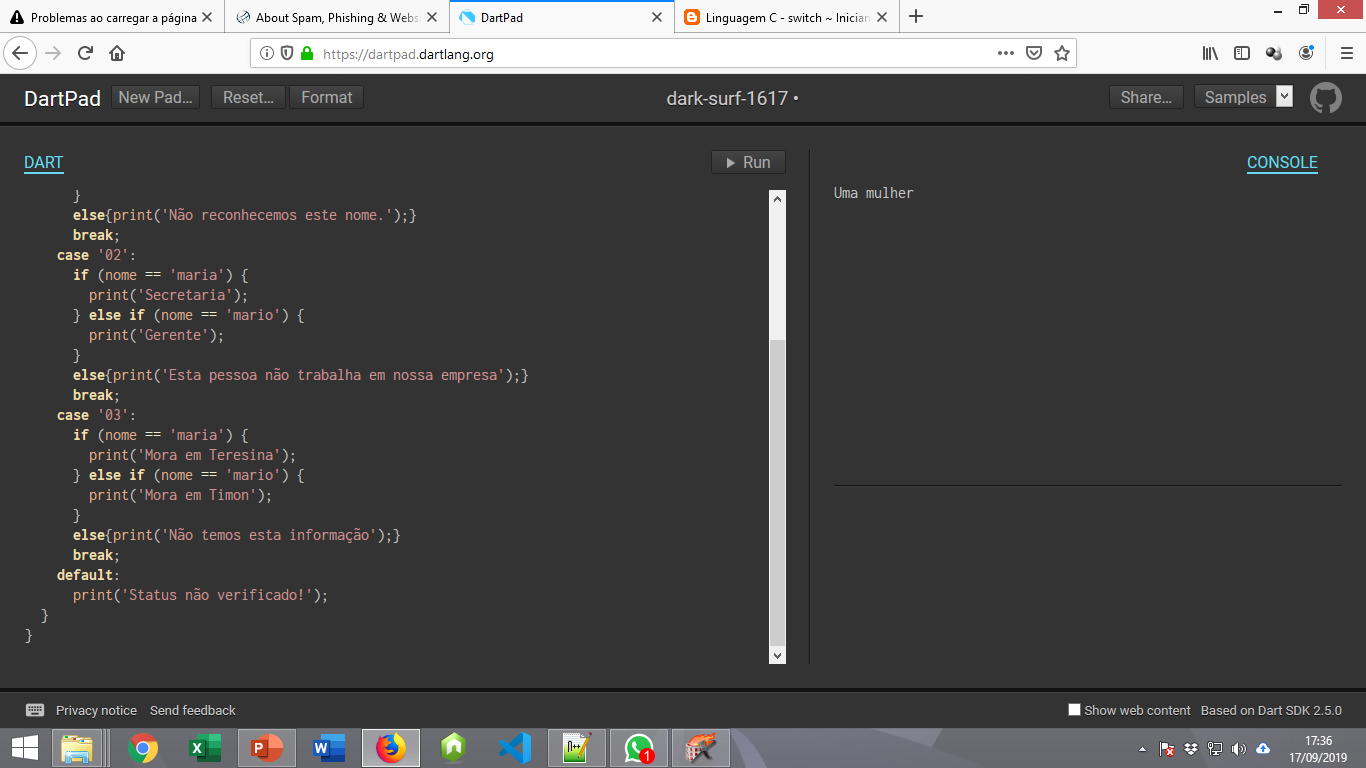 Problemas ao carregar a página
About Spam, Phishing & Webs
DartPad
Linguagem C - switch ~ Inician
https://dartpad.dartlang.org
DartPad
New Pad...
Reset...
Format
dark-surf-1617 •
Share...
Samples
DART
Run
CONSOLE
}
else{print('Não reconhecemos este nome.');}
break;
case '02':
if (nome == 'maria') {
print('Secretaria');
} else if (nome == 'mario') {
print('Gerente');
}
else{print('Esta pessoa não trabalha em nossa empresa');}
break;
case '03':
if (nome == 'maria') {
print('Mora em Teresina');
} else if (nome == 'mario') {
print('Mora em Timon');
}
else{print('Não temos esta informação');}
break;
default:
print('Status não verificado!');
}
}
Uma mulher
Privacy notice
Send feedback
Show web content
Based on Dart SDK 2.5.0
1
17:36
17/09/2019